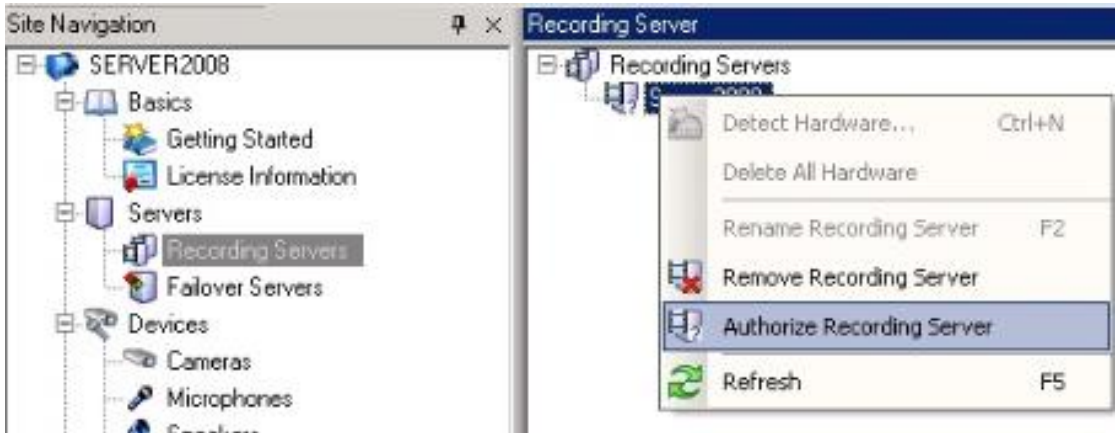 Site Navigation
SERVER2008
Basics
Getting Started
License Information
Servers
Recording Servers
Failover Servers
Devices
Cameras
Microphones
Speakers
Recording Server
Recording Servers
Detect Hardware... Ctrl+N
Delete All Hardware
Rename Recording Server F2
Remove Recording Server
Authorize Recording Server
Refresh F5